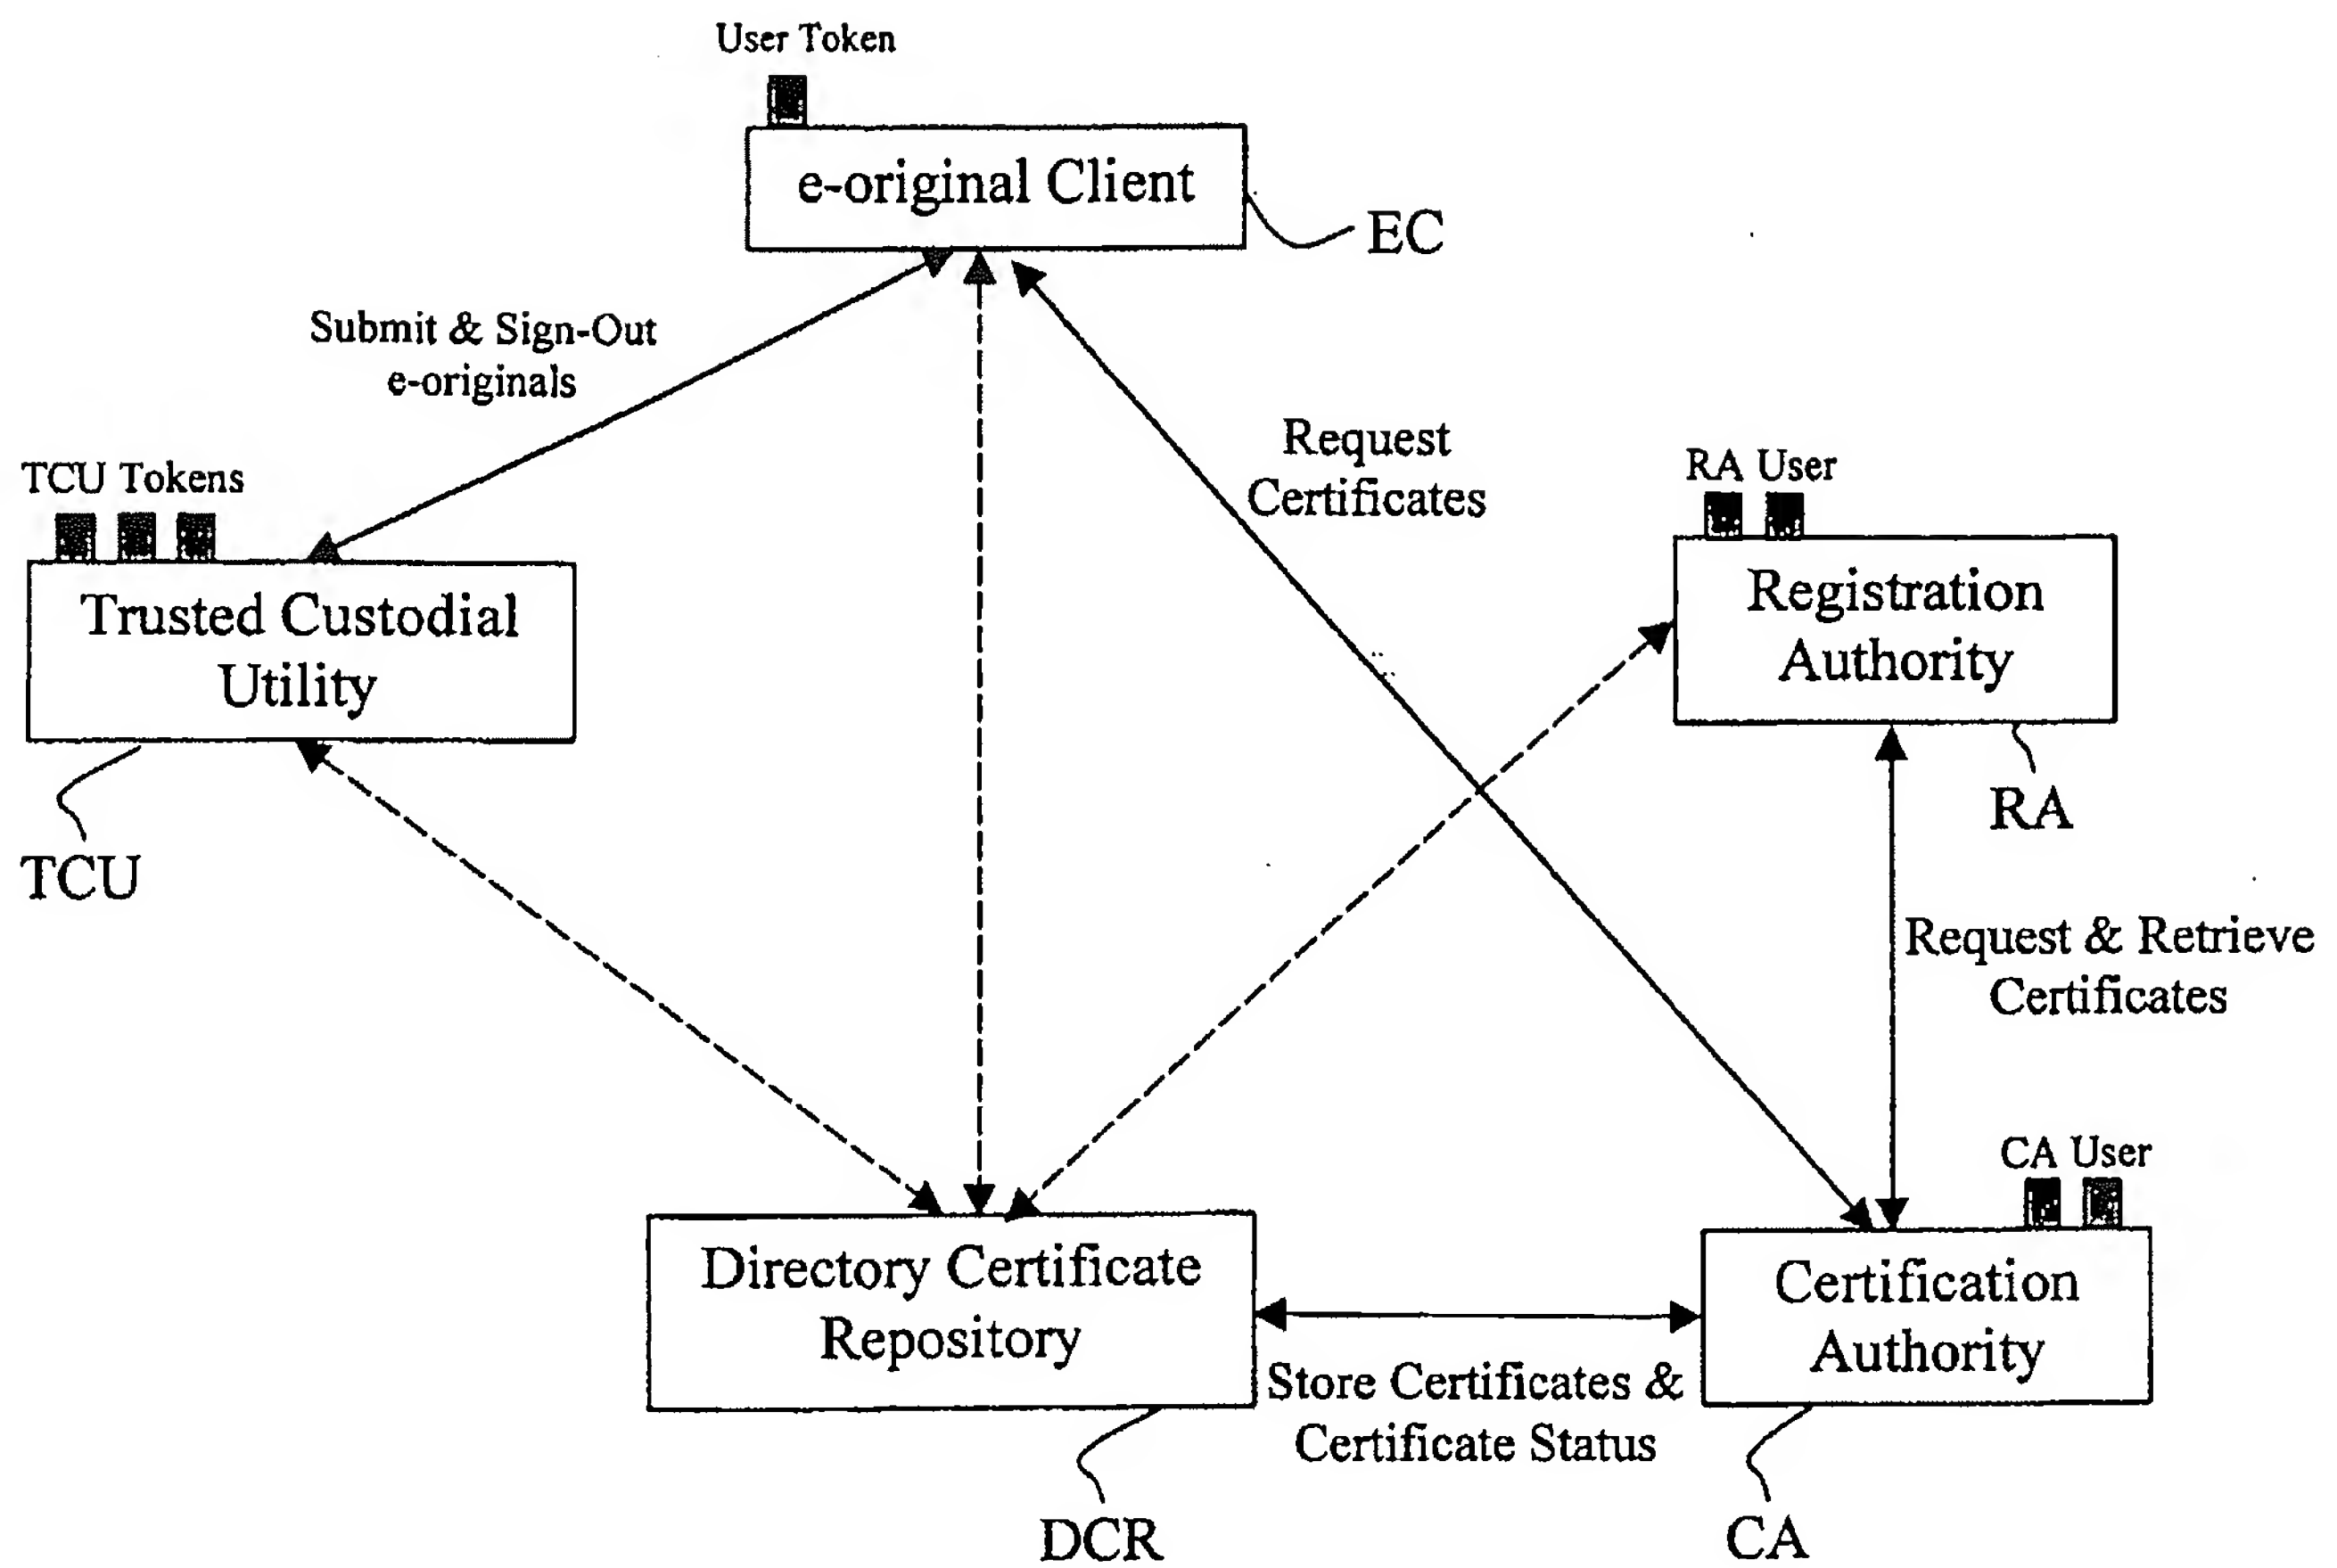 User Token
e-original Client
EC
Submit & Sign-Out
e-originals
Request
Certificates
TCU Tokens
Trusted Custodial
Utility
TCU
RA User
Registration
Authority
RA
Request & Retrieve
Certificates
CA User
Directory Certificate
Repository
DCR
Certification
Authority
CA
Store Certificates &
Certificate Status